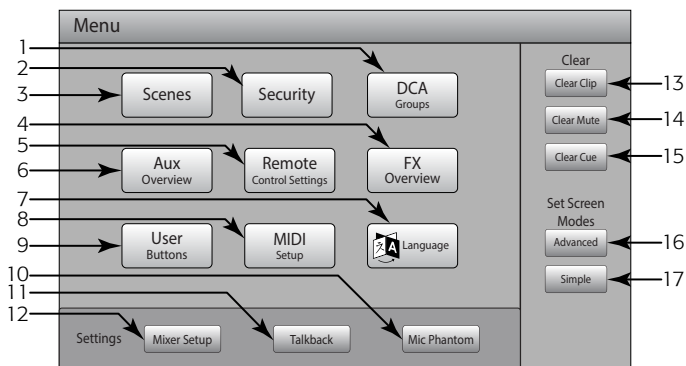 Menu
1
2
3
4
5
6
7
8
9
10
11
12
Scenes
Security
DCA
Groups
Aux
Overview
Remote
Control Settings
FX
Overview
User
Buttons
MIDI
Setup
A
Language
Settings
Mixer Setup
Talkback
Mic Phantom
Clear
Clear Clip
Clear Mute
Clear Cue
Set Screen
Modes
Advanced
Simple
13
14
15
16
17